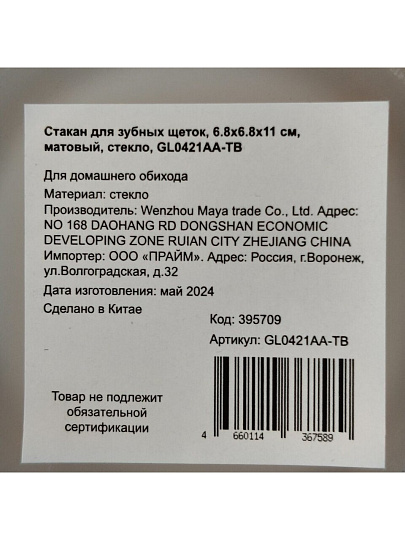 Стакан для зубных щеток, 6.8х6.8х11 см,
матовый, стекло, GL0421AA-TB
Для домашнего обихода
Материал: стекло
Производитель: Wenzhou Maya trade Co., Ltd. Адрес:
NO 168 DAOHANG RD DONGSHAN ECONOMIC
DEVELOPING ZONE RUIAN CITY ZHEJIANG CHINA
Импортер: ООО «ПРАЙМ». Адрес: Россия, г.Воронеж,
ул.Волгоградская, д.32
Дата изготовления: май 2024
Сделано в Китае
Код: 395709
Артикул: GL0421AA-TB
Товар не подлежит
обязательной
сертификации
4 660114 367589